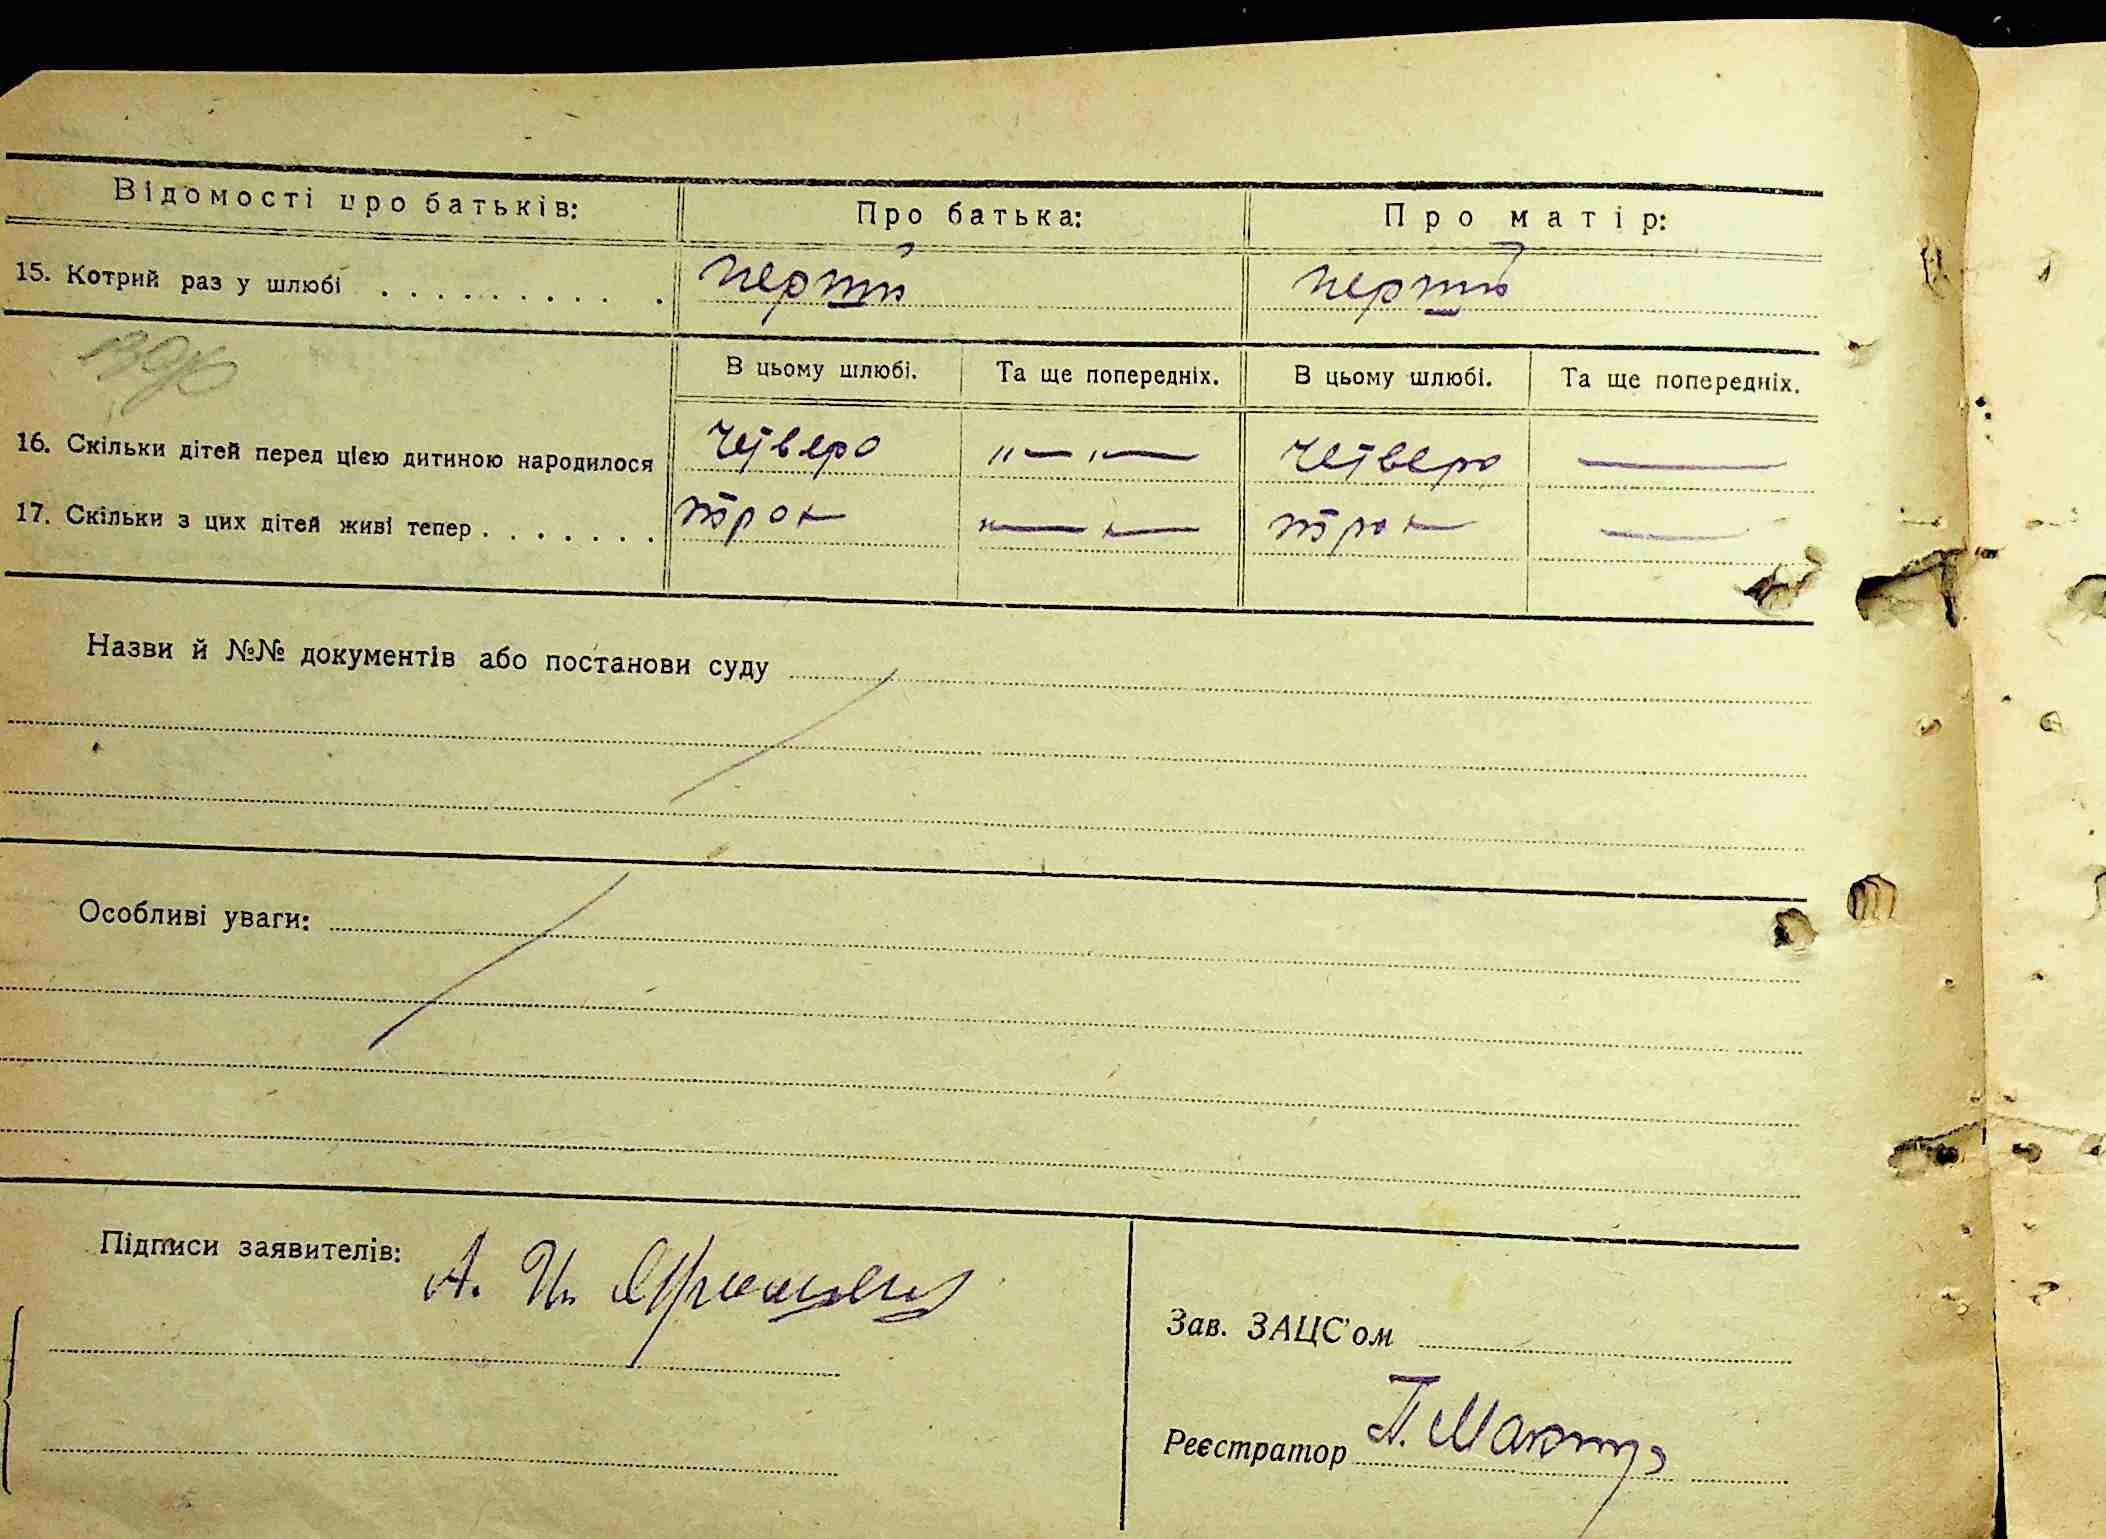 Відомості про батьків: Про батька: Про матір:
15. Котрий раз у шлюбі . . . . . . . . . . перший перший
В цьому шлюбі. Та ще попередніх. В цьому шлюбі. Та ще попередніх.
16. Скільки дітей перед цією дитиною народилося четверо "—"— четверо —
17. Скільки з цих дітей живі тепер . . . . . . . троє "—"— троє —
Назви й №№ документів або постанови суду
Особливі уваги:
Підписи заявителів: А. И.
Зав. ЗАЦС'ом
Реєстратор П.